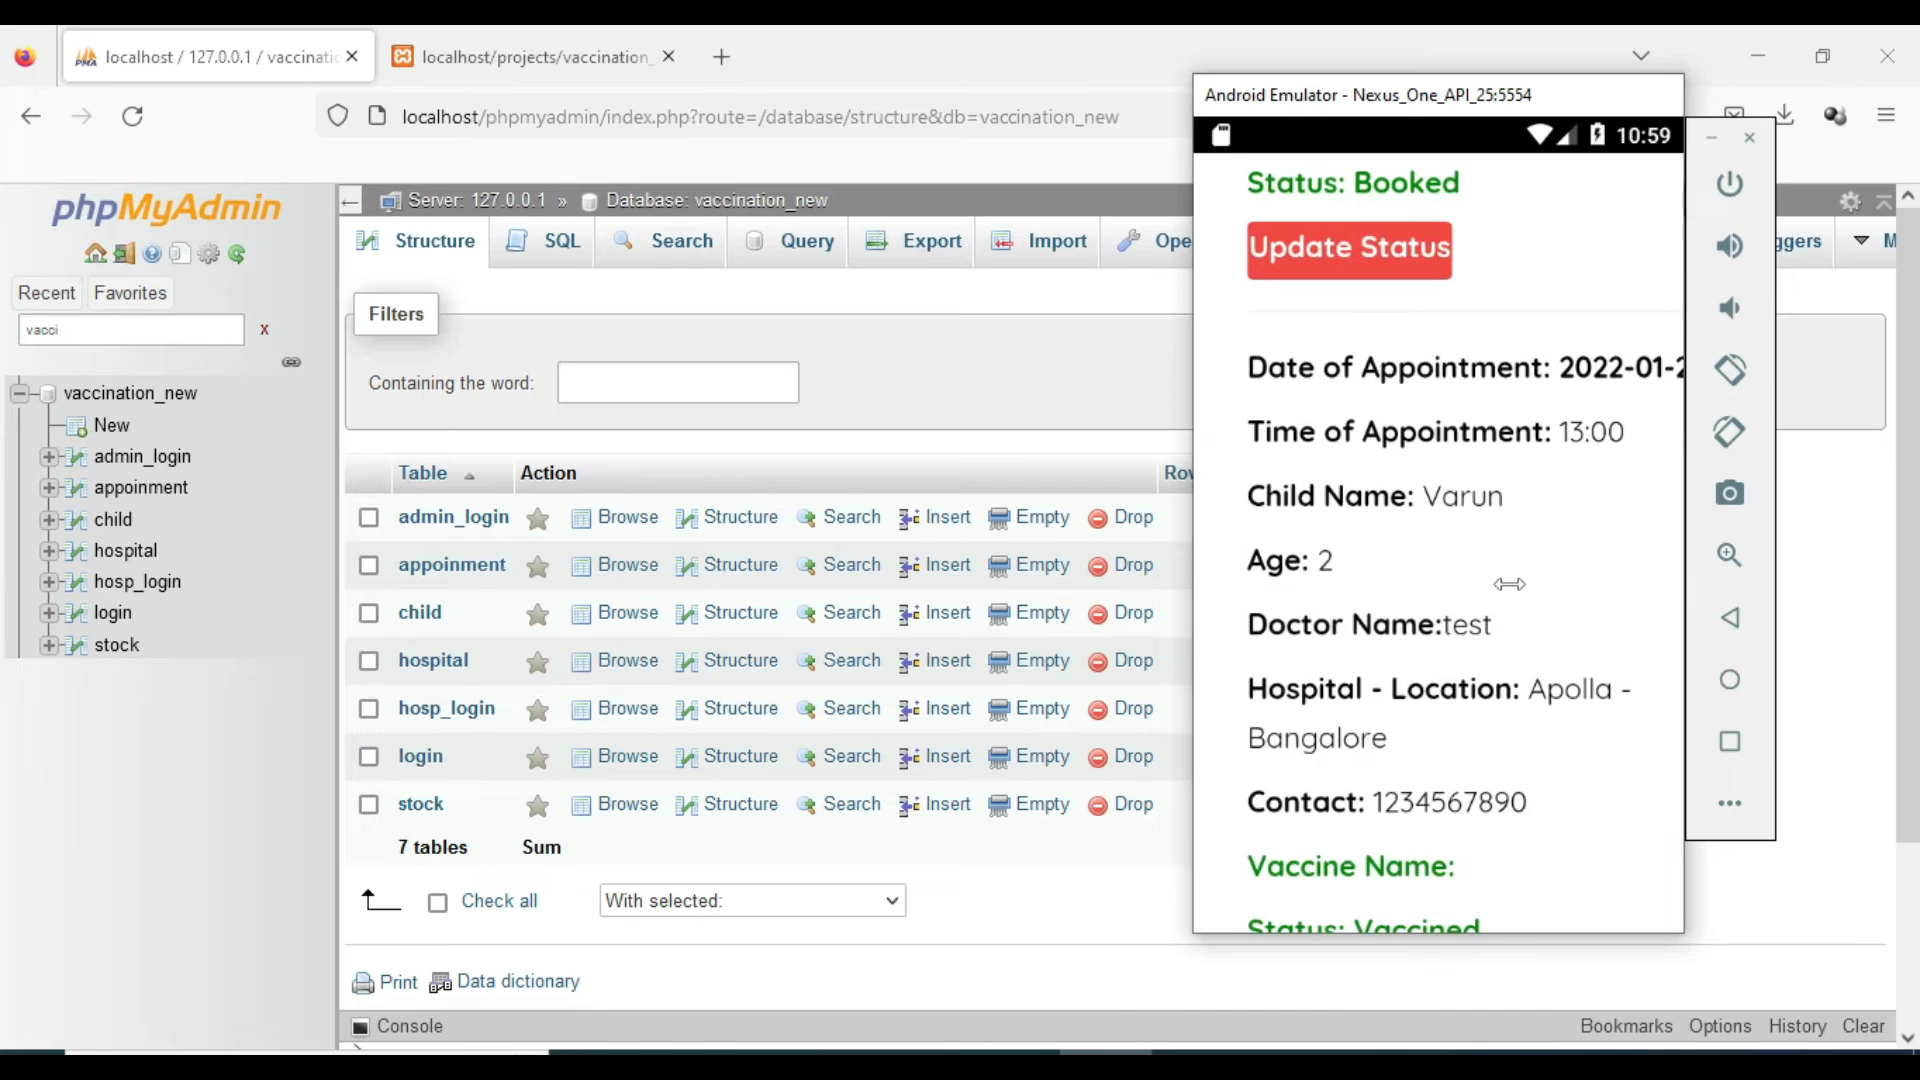 localhost / 127.0.0.1 / vaccinatic
localhost/projects/vaccination_
localhost/phpmyadmin/index.php?route=/database/structure&db=vaccination_new
phpMyAdmin
Recent
Favorites
vacci
x
vaccination_new
New
admin_login
appoinment
child
hospital
hosp_login
login
stock
Server: 127.0.0.1 » Database: vaccination_new
Structure SQL Search Query Export Import Ope ggers M
Filters
Containing the word:
Table Action Rov
admin_login Browse Structure Search Insert Empty Drop
appoinment Browse Structure Search Insert Empty Drop
child Browse Structure Search Insert Empty Drop
hospital Browse Structure Search Insert Empty Drop
hosp_login Browse Structure Search Insert Empty Drop
login Browse Structure Search Insert Empty Drop
stock Browse Structure Search Insert Empty Drop
7 tables Sum
Check all
With selected:
Print Data dictionary
Console
Bookmarks Options History Clear
Android Emulator - Nexus_One_API_25:5554
10:59
Status: Booked
Update Status
Date of Appointment: 2022-01-2
Time of Appointment: 13:00
Child Name: Varun
Age: 2
Doctor Name:test
Hospital - Location: Apolla -
Bangalore
Contact: 1234567890
Vaccine Name:
Status: Vaccined